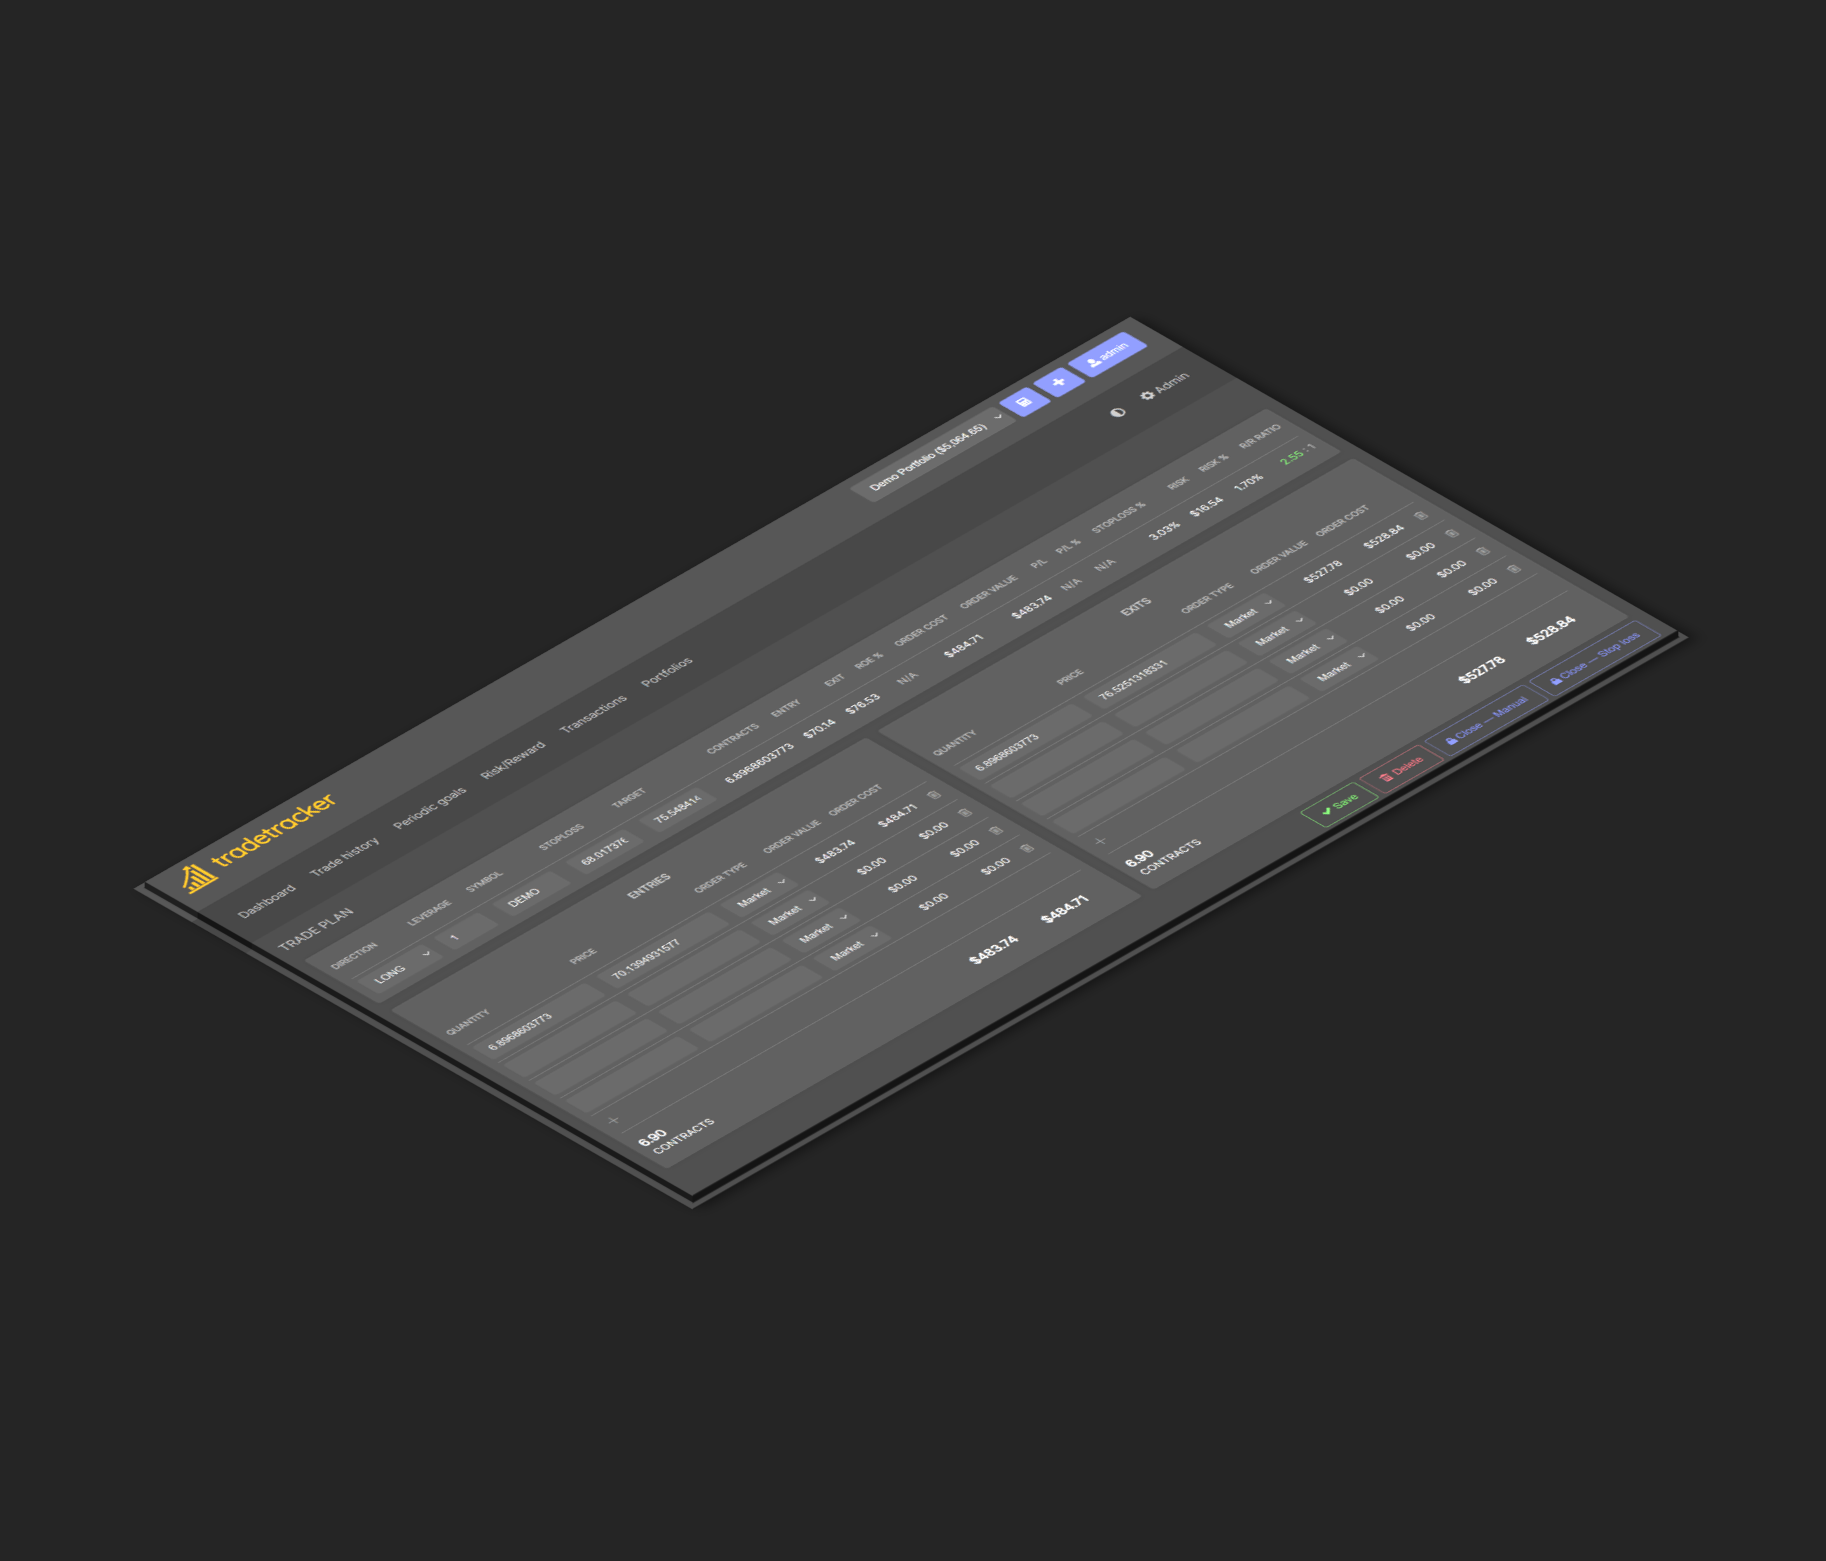 tradetracker
Demo Portfolio ($5,064.65)
admin
Dashboard Trade history Periodic goals Risk/Reward Transactions Portfolios
Admin
TRADE PLAN
DIRECTION LEVERAGE SYMBOL STOPLOSS TARGET CONTRACTS ENTRY EXIT ROE % ORDER COST ORDER VALUE P/L P/L % STOPLOSS % RISK RISK % R/R RATIO
LONG 1 DEMO 68.01737 75.548414 6.8968603773 $70.14 $76.53 N/A $484.71 $483.74 N/A N/A 3.03% $16.54 1.70% 2.55 : 1
ENTRIES
QUANTITY PRICE ORDER TYPE ORDER VALUE ORDER COST
6.8968603773 70.1394931577 Market $483.74 $484.71
Market $0.00 $0.00
Market $0.00 $0.00
Market $0.00 $0.00
+
6.90 $483.74 $484.71
CONTRACTS
EXITS
QUANTITY PRICE ORDER TYPE ORDER VALUE ORDER COST
6.8968603773 76.5251318331 Market $527.78 $528.84
Market $0.00 $0.00
Market $0.00 $0.00
Market $0.00 $0.00
+
6.90 $527.78 $528.84
CONTRACTS
Save Delete Close — Manual Close — Stop loss